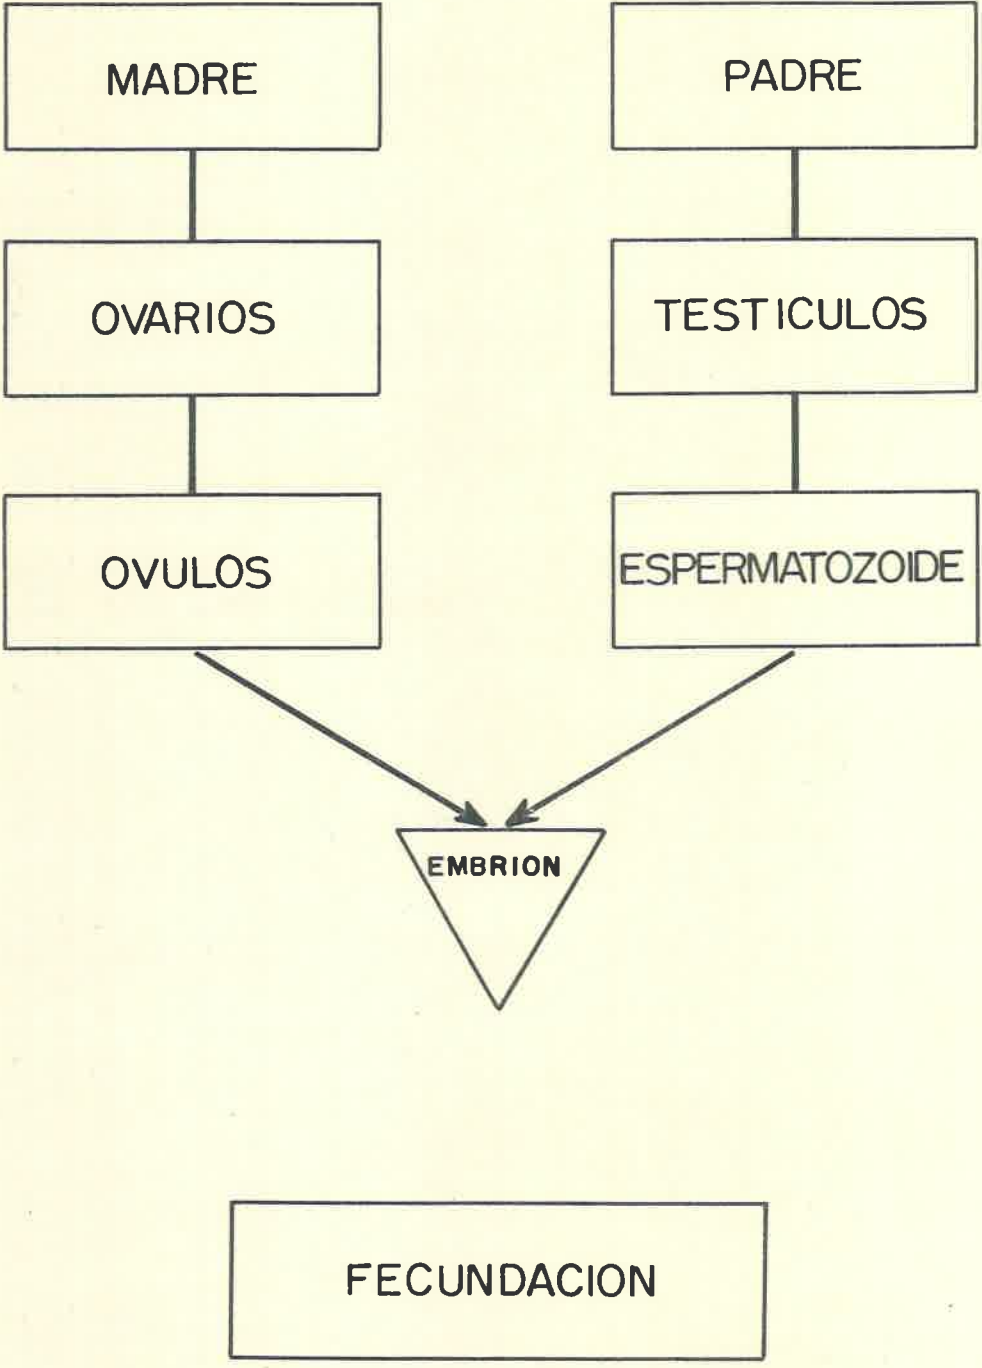 MADRE
PADRE
OVARIOS
TESTICULOS
OVULOS
ESPERMATOZOIDE
EMBRION
FECUNDACION